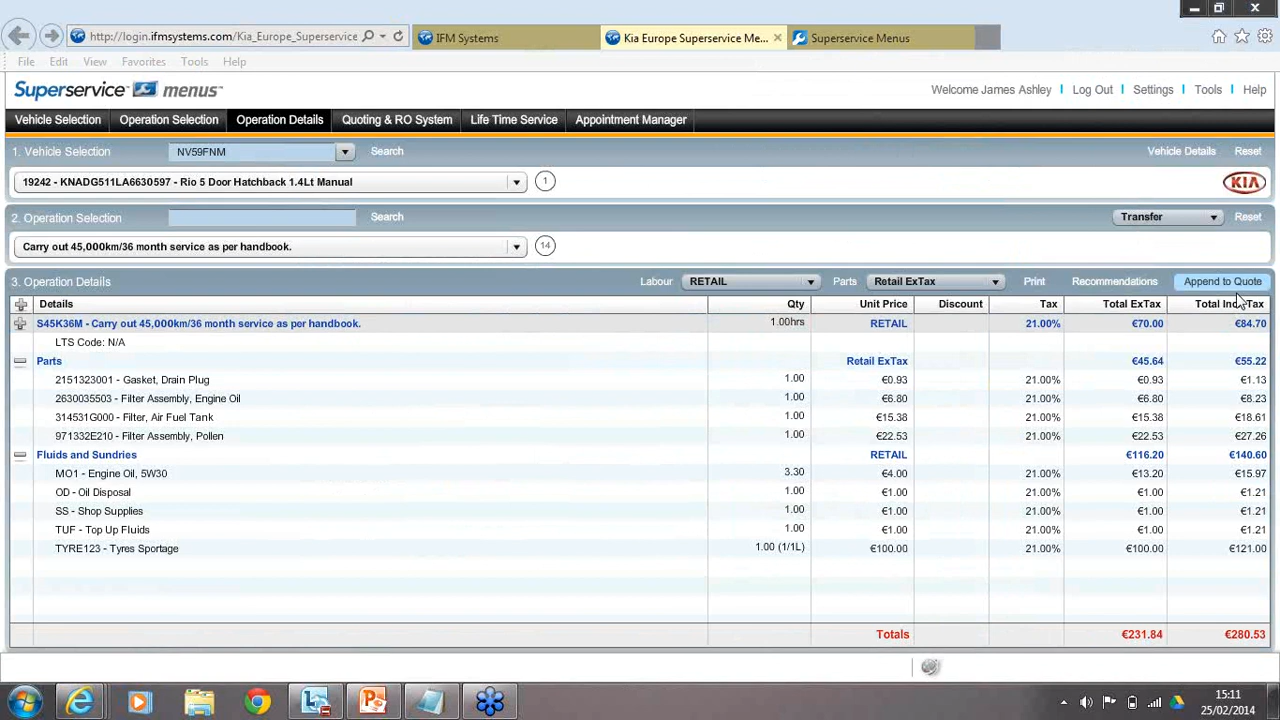 http://login.ifmsystems.com/Kia_Europe_Superservice
IFM Systems
Kia Europe Superservice Me...
Superservice Menus
File Edit View Favorites Tools Help
Superservice menus
Welcome James Ashley Log Out Settings Tools Help
Vehicle Selection Operation Selection Operation Details Quoting & RO System Life Time Service Appointment Manager
1. Vehicle Selection NV59FNM Search Vehicle Details Reset
19242 - KNADG511LA6630597 - Rio 5 Door Hatchback 1.4Lt Manual 1 KIA
2. Operation Selection Search Transfer Reset
Carry out 45,000km/36 month service as per handbook. 14
3. Operation Details Labour RETAIL Parts Retail ExTax Print Recommendations Append to Quote
Details Qty Unit Price Discount Tax Total ExTax Total Tax
S45K36M - Carry out 45,000km/36 month service as per handbook. 1.00hrs RETAIL 21.00% €70.00 €84.70
LTS Code: N/A
Parts Retail ExTax €45.64 €55.22
2151323001 - Gasket, Drain Plug 1.00 €0.93 21.00% €0.93 €1.13
2630035503 - Filter Assembly, Engine Oil 1.00 €6.80 21.00% €6.80 €8.23
314531G000 - Filter, Air Fuel Tank 1.00 €15.38 21.00% €15.38 €18.61
971332E210 - Filter Assembly, Pollen 1.00 €22.53 21.00% €22.53 €27.26
Fluids and Sundries RETAIL €116.20 €140.60
MO1 - Engine Oil, 5W30 3.30 €4.00 21.00% €13.20 €15.97
OD - Oil Disposal 1.00 €1.00 21.00% €1.00 €1.21
SS - Shop Supplies 1.00 €1.00 21.00% €1.00 €1.21
TUF - Top Up Fluids 1.00 €1.00 21.00% €1.00 €1.21
TYRE123 - Tyres Sportage 1.00 (1/1L) €100.00 21.00% €100.00 €121.00
Totals €231.84 €280.53
15:11
25/02/2014